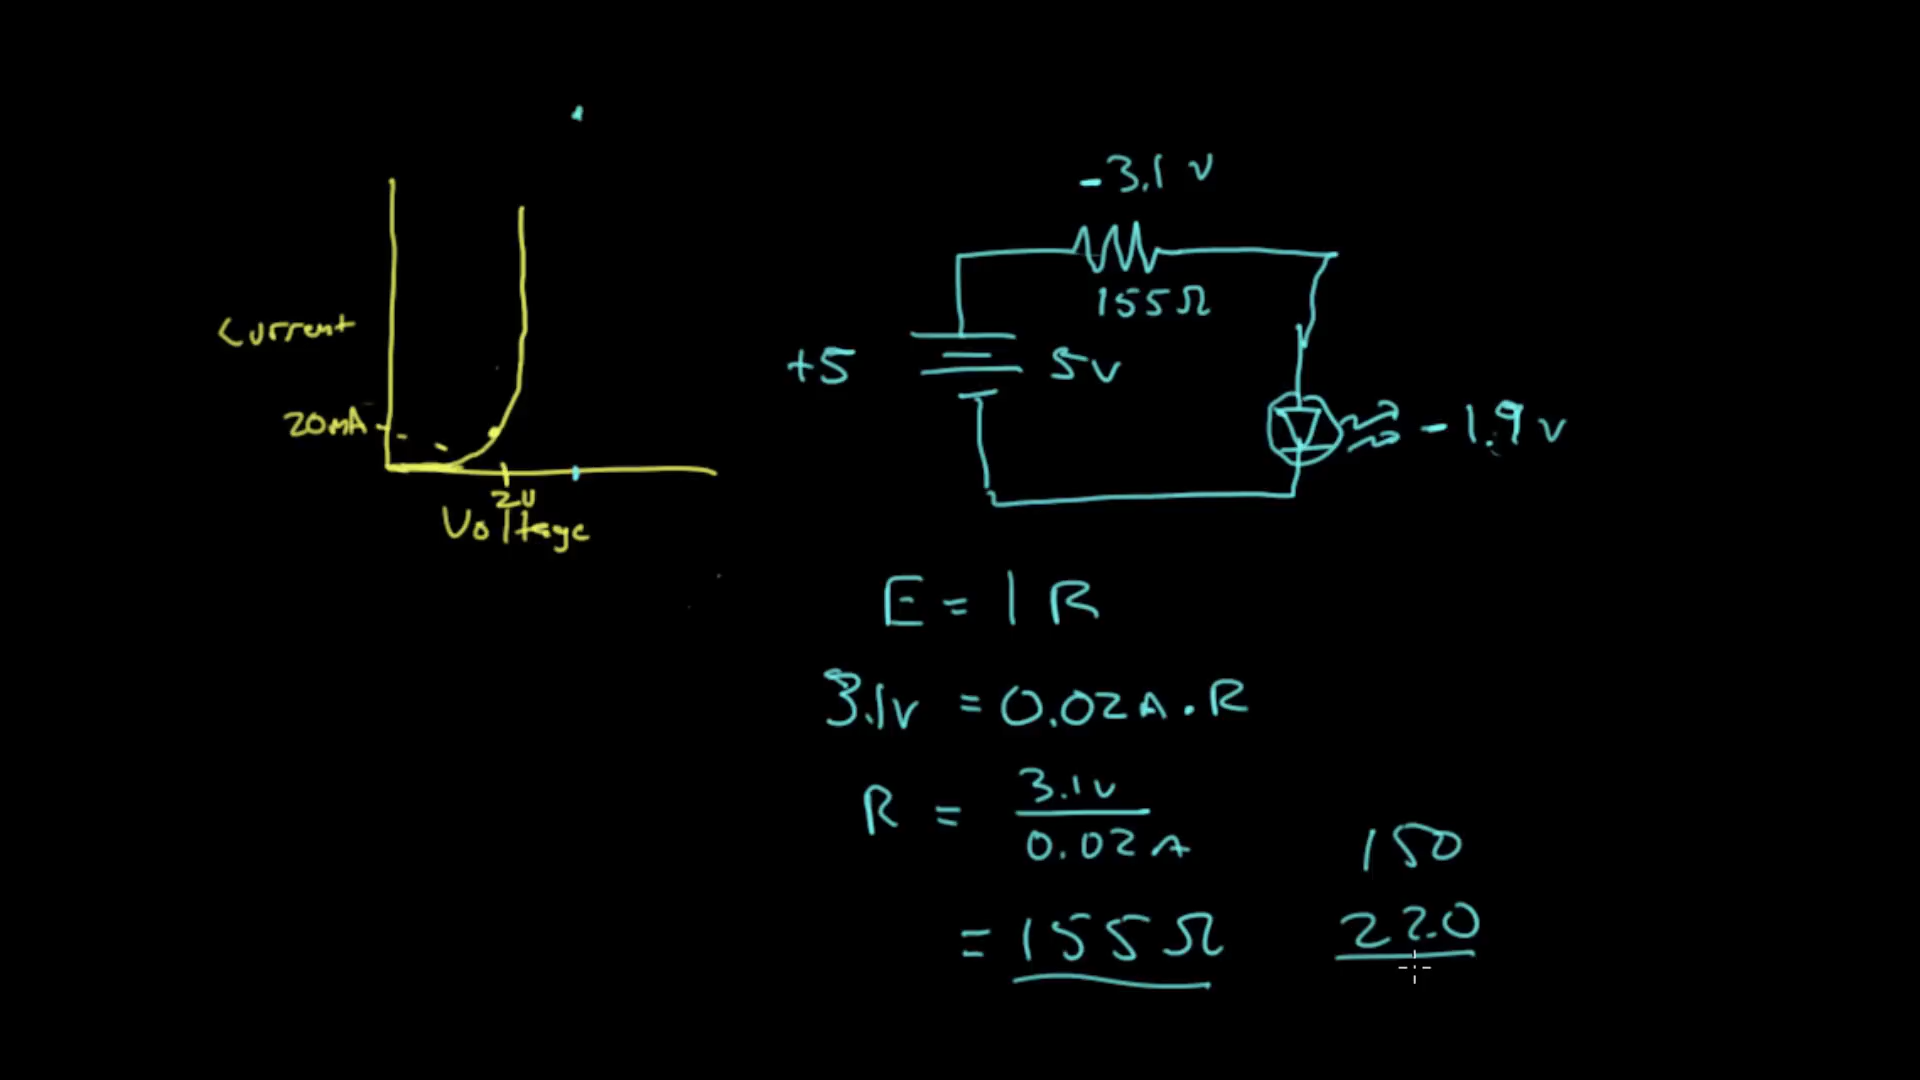 Current
20mA
2v
Voltage
-3.1 v
155Ω
+5
5v
-1.9 v
E = I R
3.1v = 0.02A · R
R = 3.1v
0.02A
= 155Ω
150
220